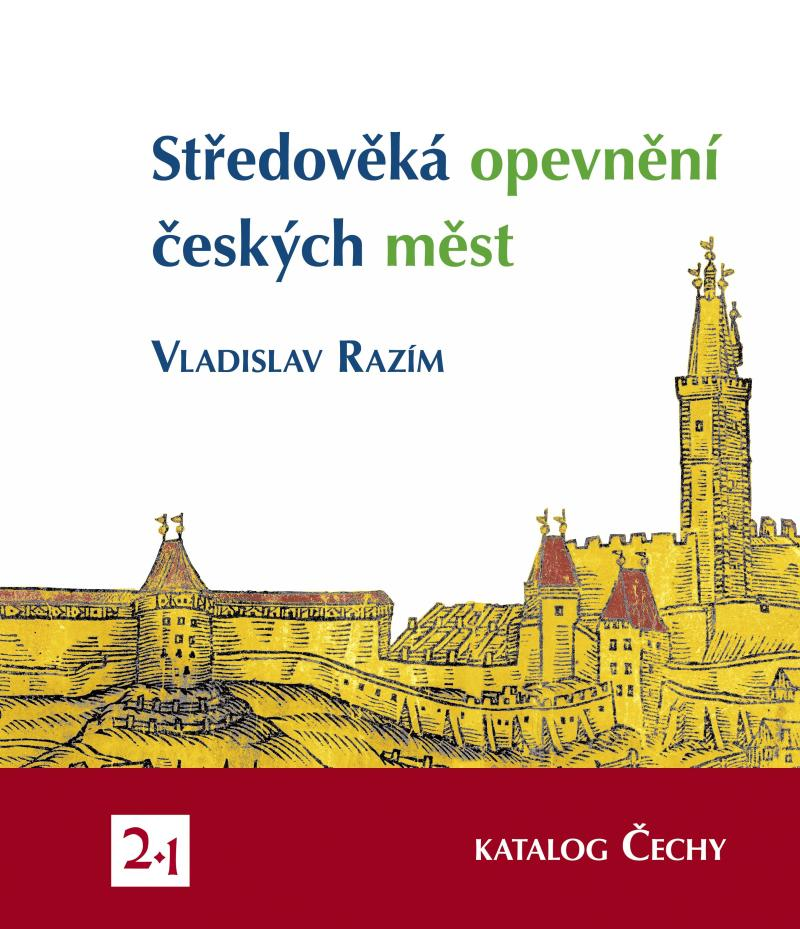 Středověká opevnění
českých měst
Vladislav Razím
2·1
katalog Čechy